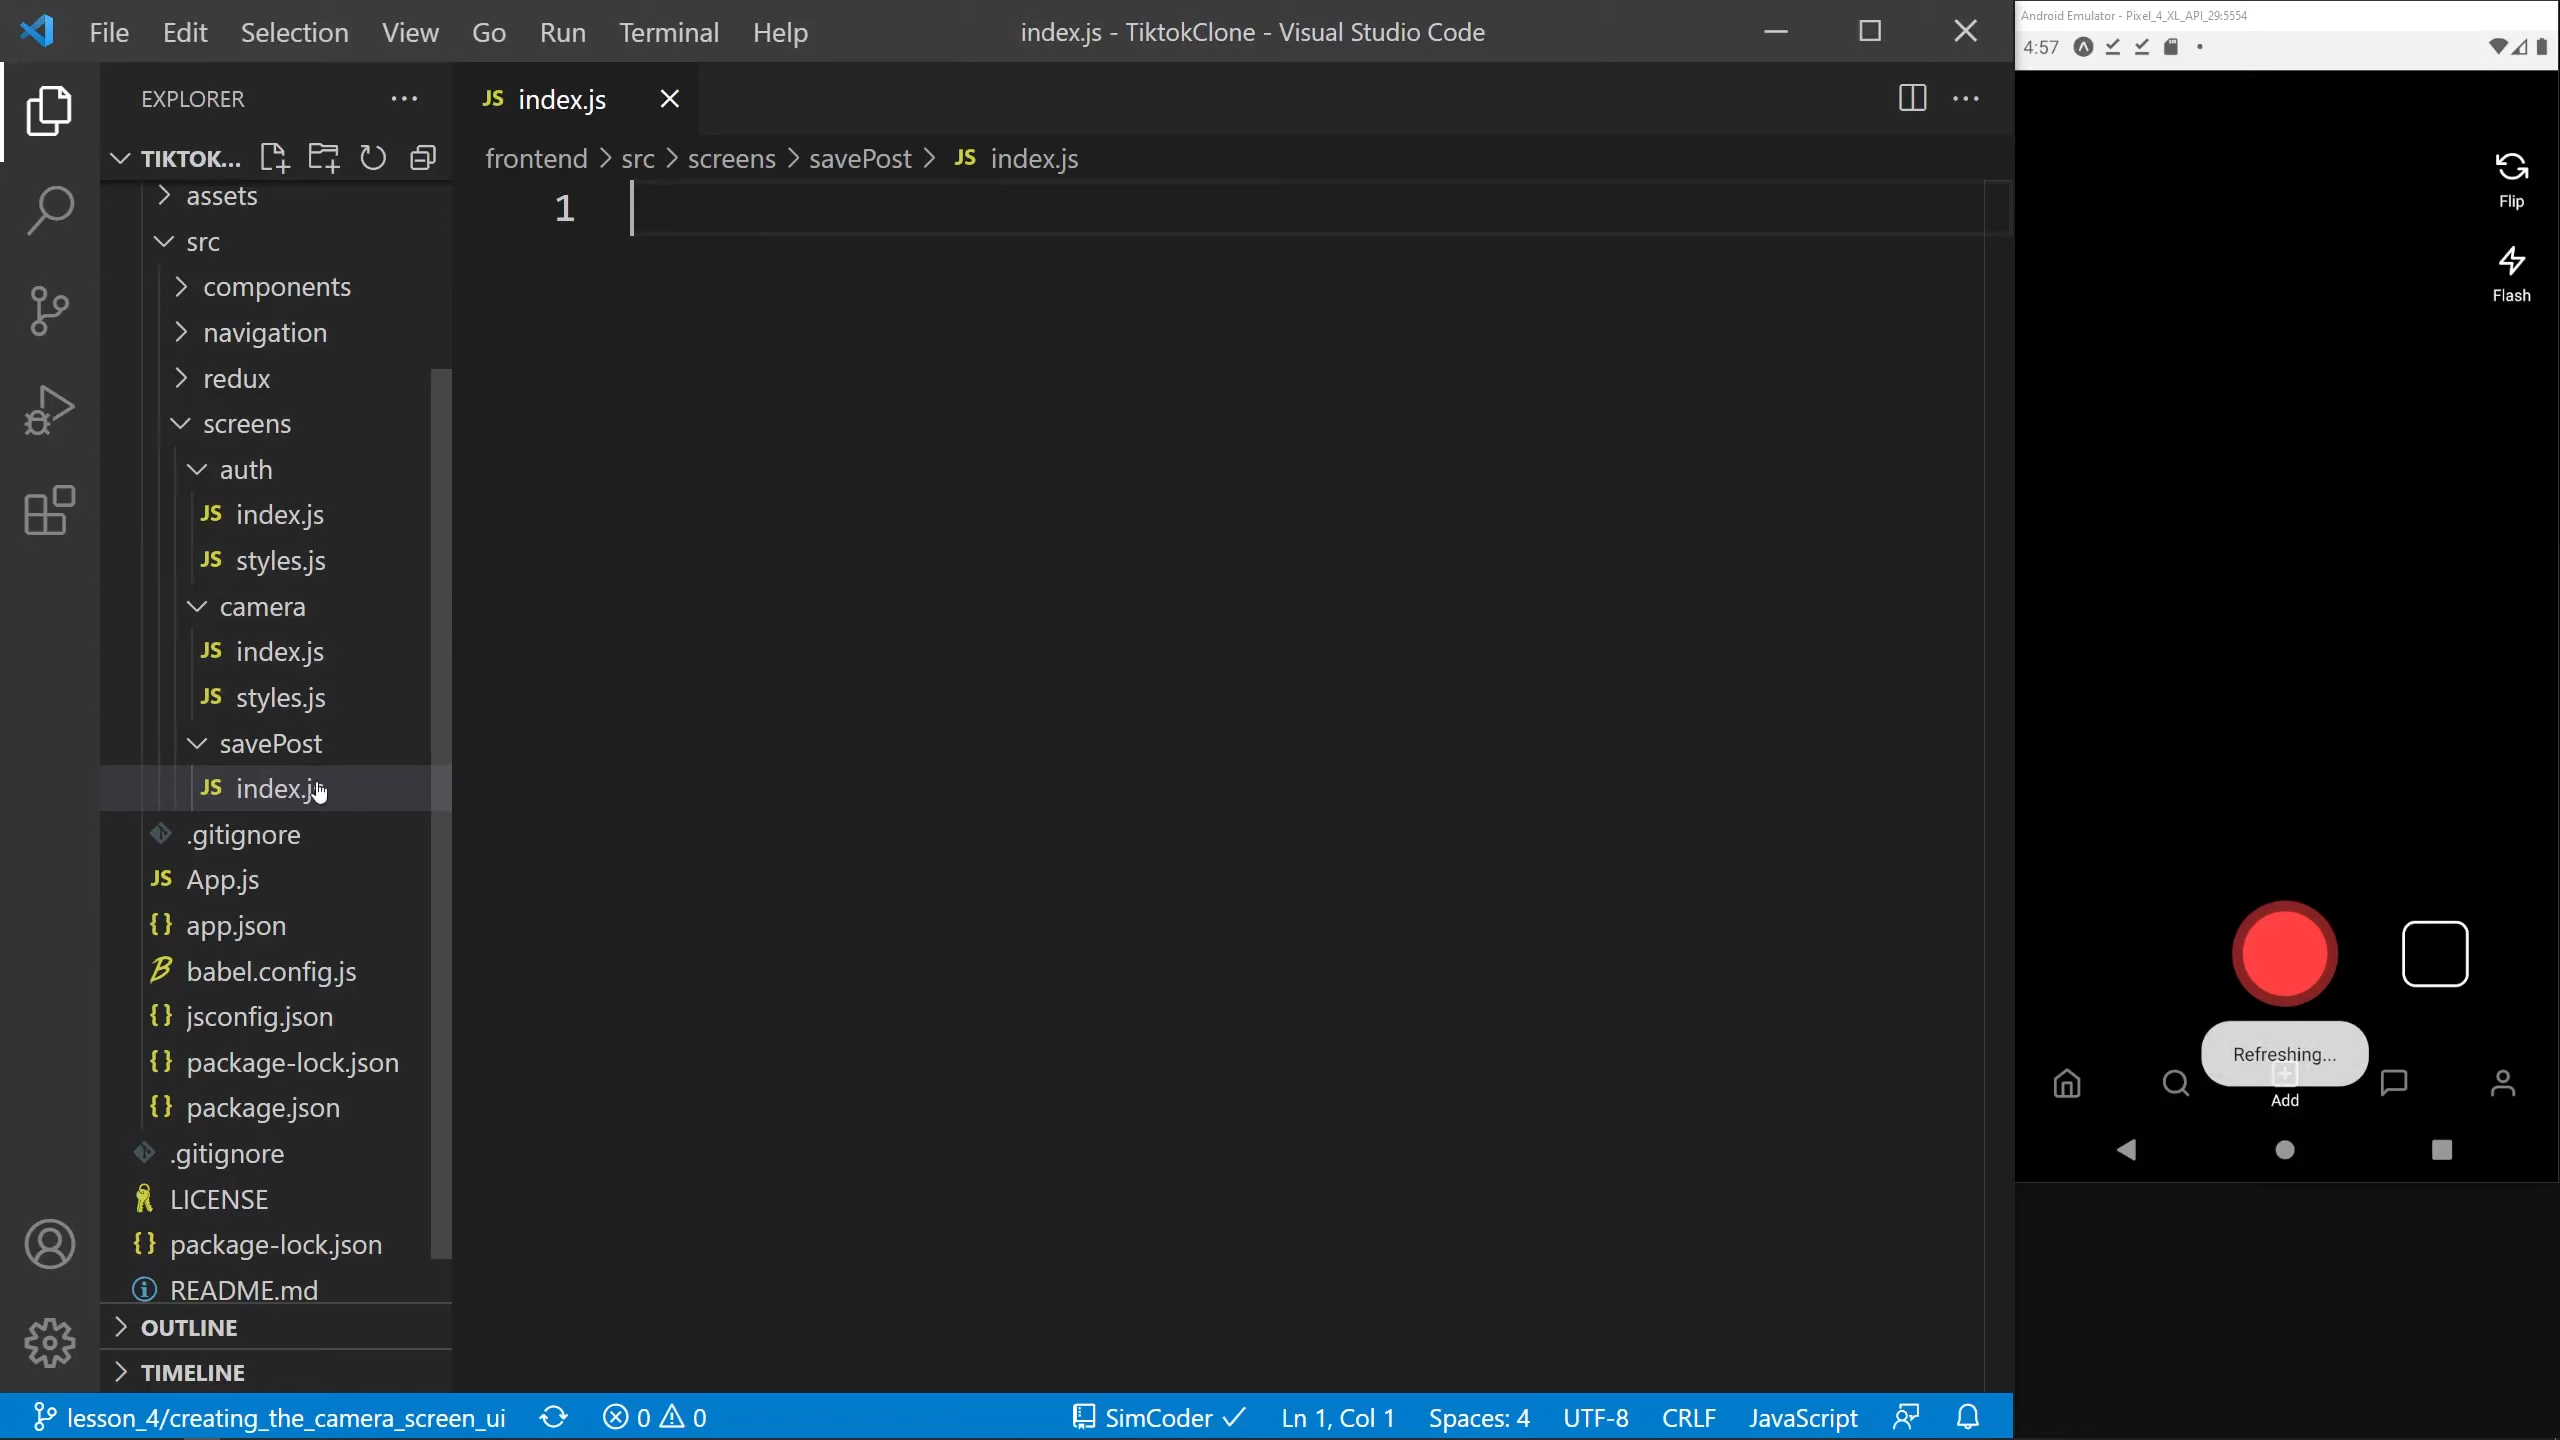 File Edit Selection View Go Run Terminal Help
index.js - TiktokClone - Visual Studio Code
EXPLORER
TIKTOK...
assets
src
components
navigation
redux
screens
auth
JS index.js
JS styles.js
camera
JS index.js
JS styles.js
savePost
JS index.js
.gitignore
JS App.js
{} app.json
babel.config.js
{} jsconfig.json
{} package-lock.json
{} package.json
.gitignore
LICENSE
{} package-lock.json
README.md
OUTLINE
TIMELINE
JS index.js
frontend > src > screens > savePost > JS index.js
1
lesson_4/creating_the_camera_screen_ui 0 0 SimCoder Ln 1, Col 1 Spaces: 4 UTF-8 CRLF JavaScript
Android Emulator - Pixel_4_XL_API_29:5554
4:57
Flip
Flash
Refreshing...
Add